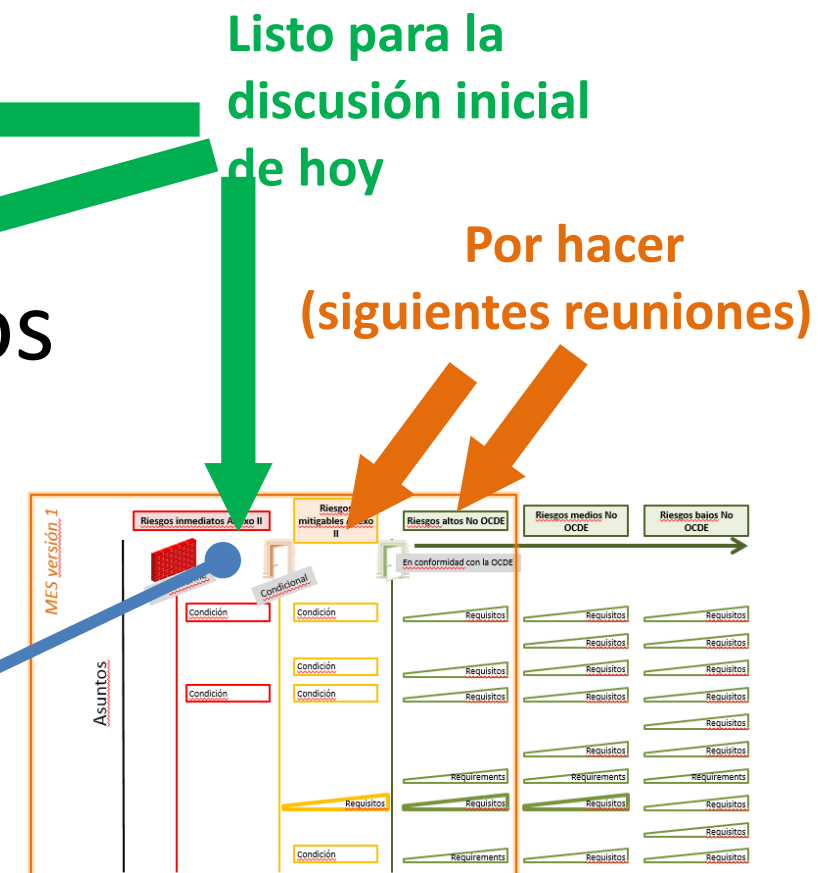 Listo para la
discusión inicial
de hoy
Por hacer
(siguientes reuniones)
os
MES versión 1
Riesgos inmediatos Anexo II
Riesgos
mitigables Anexo
II
Riesgos altos No OCDE
Riesgos medios No
OCDE
Riesgos bajos No
OCDE
En conformidad con la OCDE
Condicional
Asuntos
Condición Condición Requisitos Requisitos Requisitos
Requisitos Requisitos
Condición Requisitos Requisitos Requisitos
Condición Condición Requisitos Requisitos Requisitos
Requisitos
Requisitos Requisitos
Requirements Requirements Requirements
Requisitos Requisitos Requisitos Requisitos
Requisitos
Condición Requirements Requisitos Requisitos